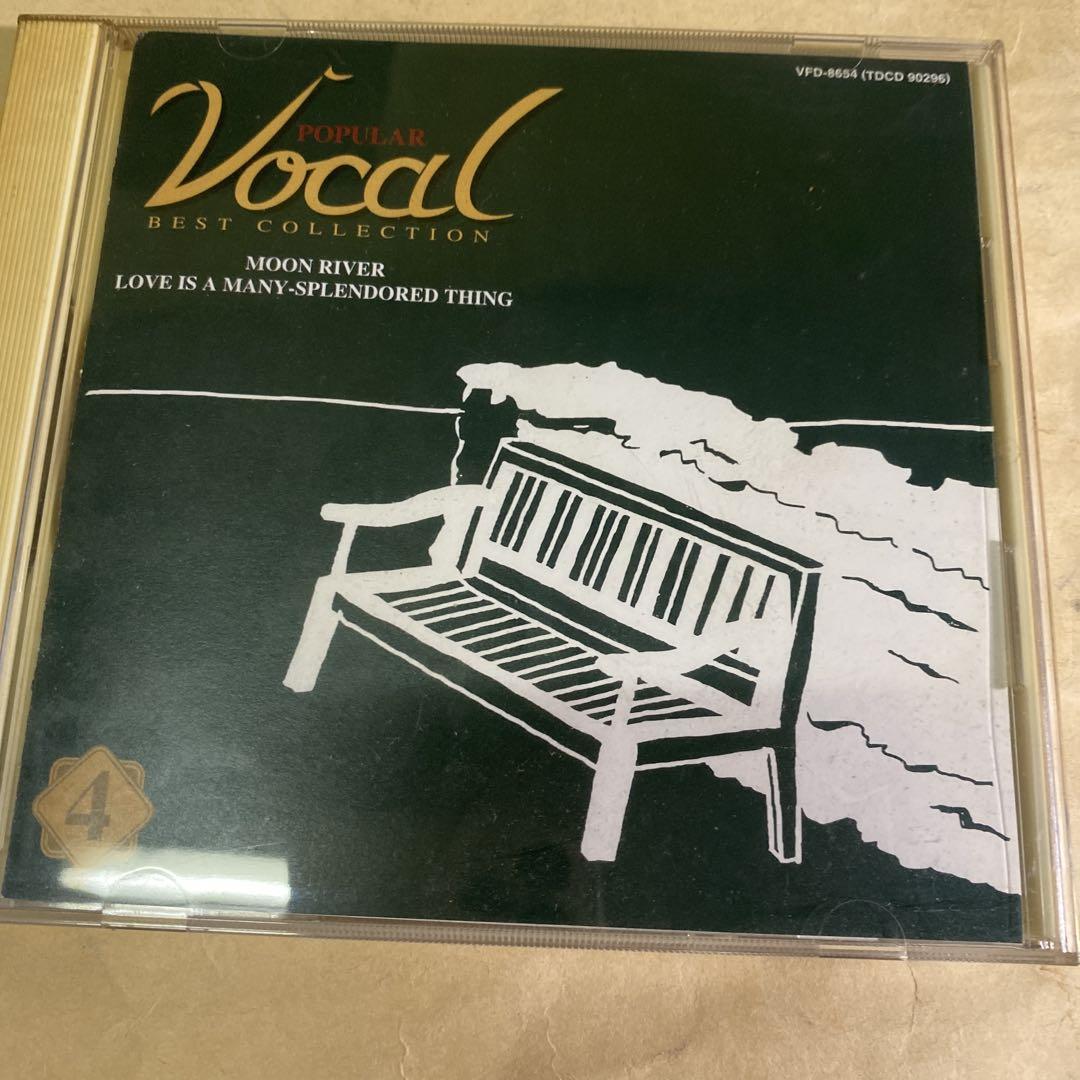 VFD-8654 (TDCD 90296)
POPULAR
Vocal
BEST COLLECTION
MOON RIVER
LOVE IS A MANY-SPLENDORED THING
4